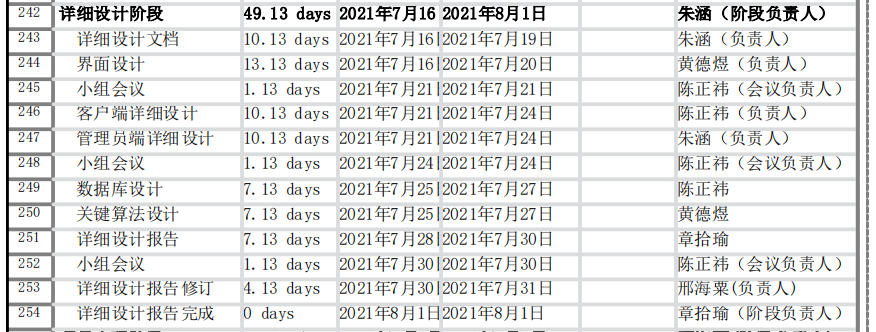 242 详细设计阶段 49.13 days 2021年7月16 2021年8月1日 朱涵（阶段负责人）
243 详细设计文档 10.13 days 2021年7月16 2021年7月19日 朱涵（负责人）
244 界面设计 13.13 days 2021年7月16 2021年7月20日 黄德煜（负责人）
245 小组会议 1.13 days 2021年7月21 2021年7月21日 陈正祎（会议负责人）
246 客户端详细设计 10.13 days 2021年7月21 2021年7月24日 陈正祎（负责人）
247 管理员端详细设计 10.13 days 2021年7月21 2021年7月24日 朱涵（负责人）
248 小组会议 1.13 days 2021年7月24 2021年7月24日 陈正祎（会议负责人）
249 数据库设计 7.13 days 2021年7月25 2021年7月27日 陈正祎
250 关键算法设计 7.13 days 2021年7月25 2021年7月27日 黄德煜
251 详细设计报告 7.13 days 2021年7月28 2021年7月30日 章拾瑜
252 小组会议 1.13 days 2021年7月30 2021年7月30日 陈正祎（会议负责人）
253 详细设计报告修订 4.13 days 2021年7月30 2021年7月31日 邢海粟(负责人)
254 详细设计报告完成 0 days 2021年8月1日 2021年8月1日 章拾瑜（阶段负责人）